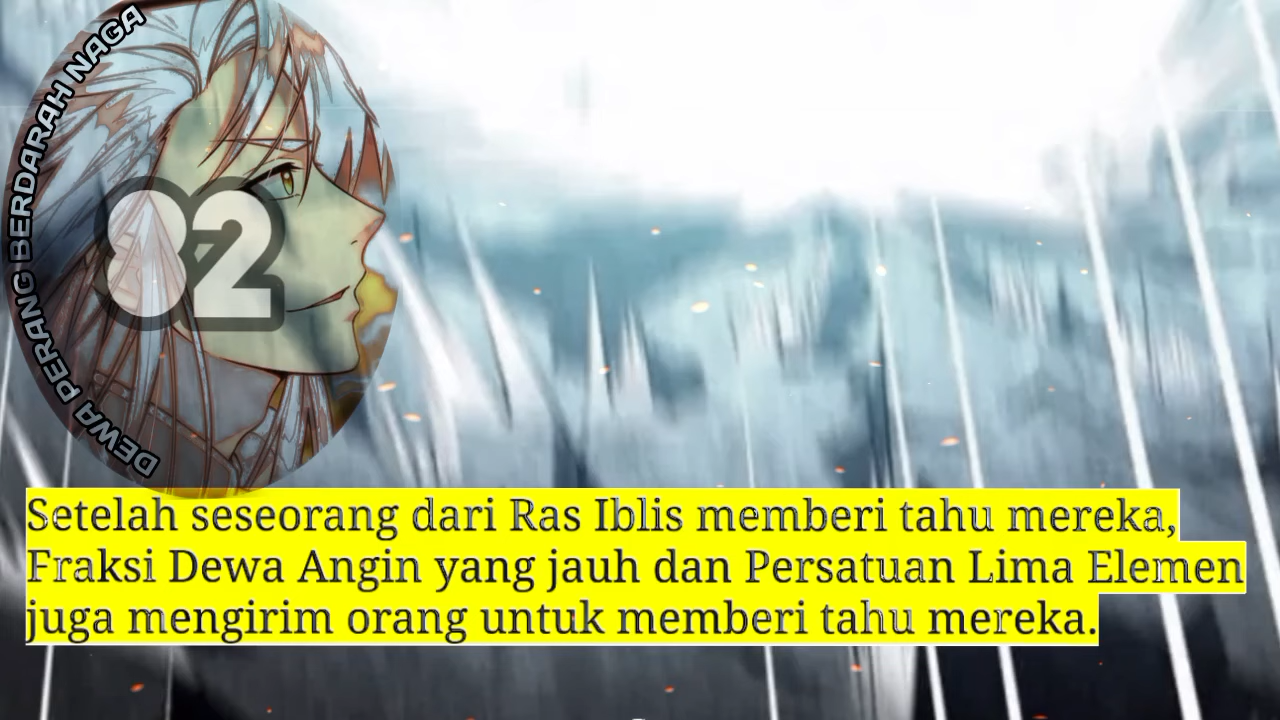 DEWA PERANG BERDARAH NAGA
82
Setelah seseorang dari Ras Iblis memberi tahu mereka,
Fraksi Dewa Angin yang jauh dan Persatuan Lima Elemen
juga mengirim orang untuk memberi tahu mereka.